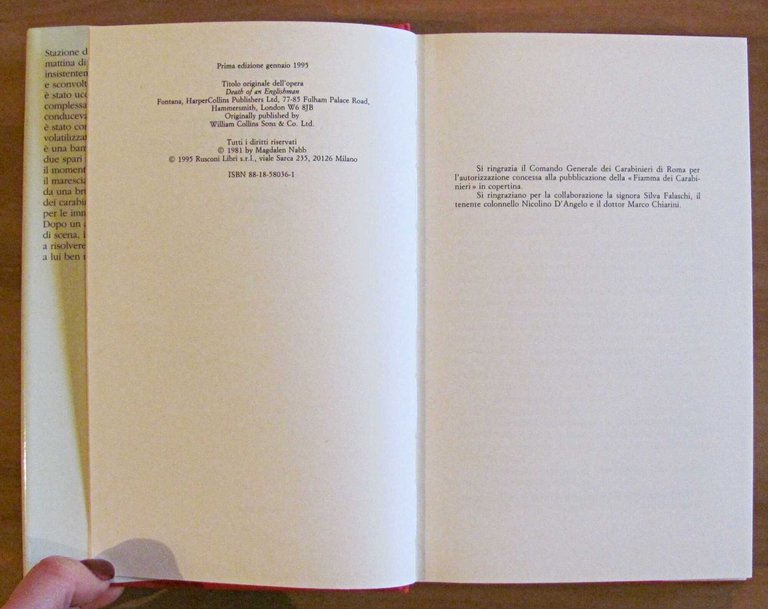 Stazione d
mattina di
insistenten
e sconvolt
è stato ucc
complessa
conduceva
è stato con
volatilizzat
è una bam
due spari
il moment
il marescia
da una bru
dei carabi
per le imm
Dopo un a
di scena, i
a risolvere
a lui ben n
Prima edizione gennaio 1995
Titolo originale dell'opera
Death of an Englishman
Fontana, HarperCollins Publishers Ltd, 77-85 Fulham Palace Road,
Hammersmith, London W6 8JB
Originally published by
William Collins Sons & Co. Ltd.
Tutti i diritti riservati
© 1981 by Magdalen Nabb
© 1995 Rusconi Libri s.r.l., viale Sarca 235, 20126 Milano
ISBN 88-18-58036-1
Si ringrazia il Comando Generale dei Carabinieri di Roma per
l'autorizzazione concessa alla pubblicazione della «Fiamma dei Carabi-
nieri» in copertina.
Si ringraziano per la collaborazione la signora Silva Falaschi, il
tenente colonnello Nicolino D'Angelo e il dottor Marco Chiarini.